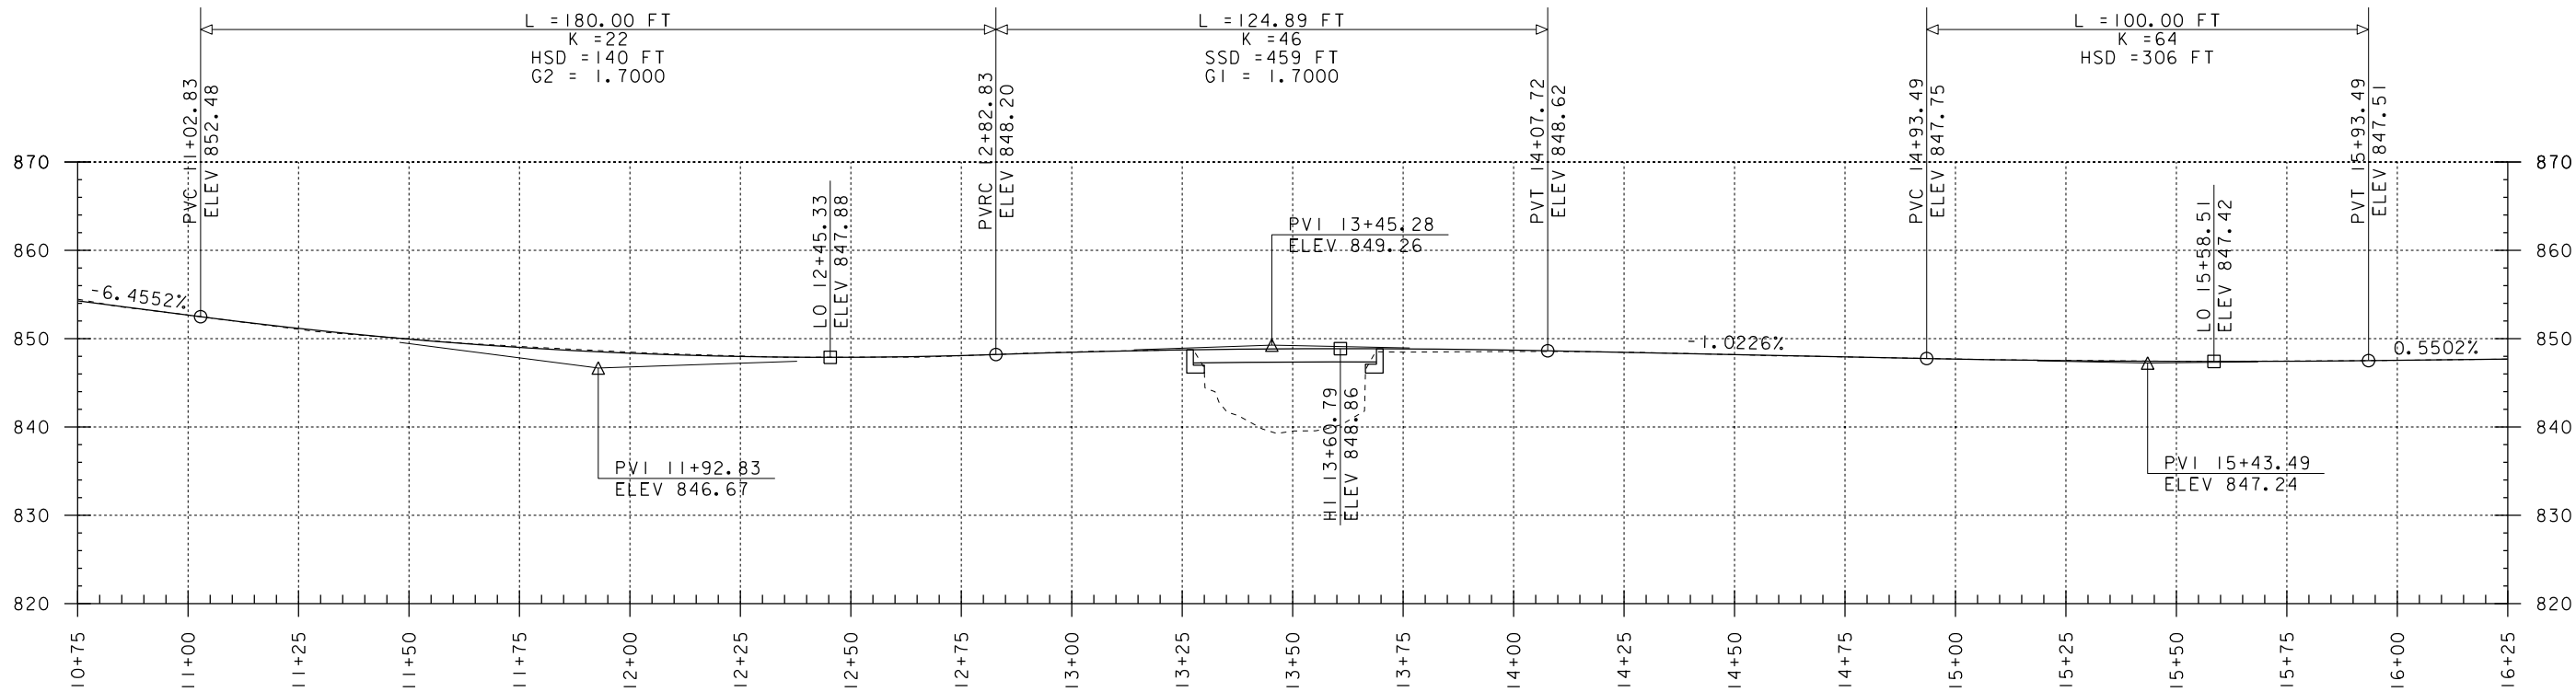 L =180.00 FT
K =22
HSD =140 FT
G2 = 1.7000
L =124.89 FT
K =46
SSD =459 FT
G1 = 1.7000
L =100.00 FT
K =64
HSD =306 FT
PVC 11+02.83
ELEV 852.48
PVRC 12+82.83
ELEV 848.20
PVT 14+07.72
ELEV 848.62
PVC 14+93.49
ELEV 847.75
PVT 15+93.49
ELEV 847.51
LO 12+45.33
ELEV 847.88
PVI 13+45.28
ELEV 849.26
LO 15+58.51
ELEV 847.42
-6.4552%
-1.0226%
0.5502%
HI 13+60.79
ELEV 848.86
PVI 11+92.83
ELEV 846.67
PVI 15+43.49
ELEV 847.24
870
860
850
840
830
820
870
860
850
840
830
820
10+75
11+00
11+25
11+50
11+75
12+00
12+25
12+50
12+75
13+00
13+25
13+50
13+75
14+00
14+25
14+50
14+75
15+00
15+25
15+50
15+75
16+00
16+25